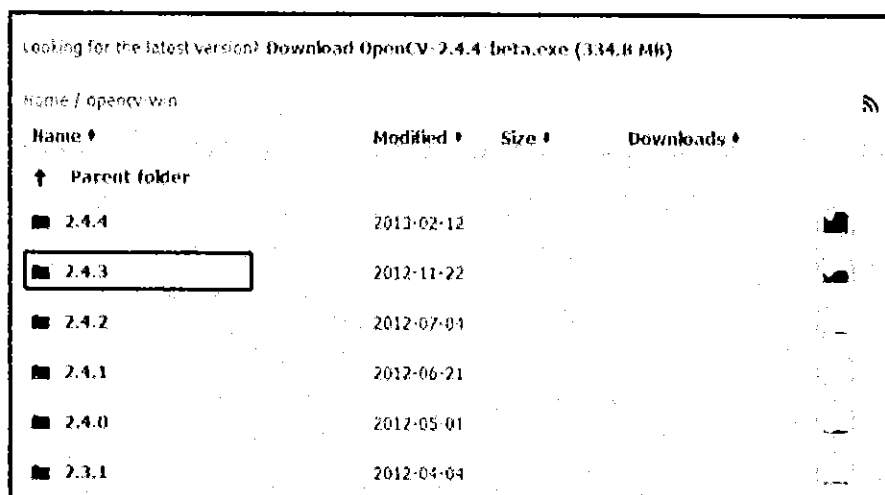 Looking for the latest version? Download OpenCV-2.4.4-beta.exe (334.8 MB)
Home / opencv-win
Name Modified Size Downloads
Parent folder
2.4.4 2013-02-12
2.4.3 2012-11-22
2.4.2 2012-07-04
2.4.1 2012-06-21
2.4.0 2012-05-01
2.3.1 2012-04-04